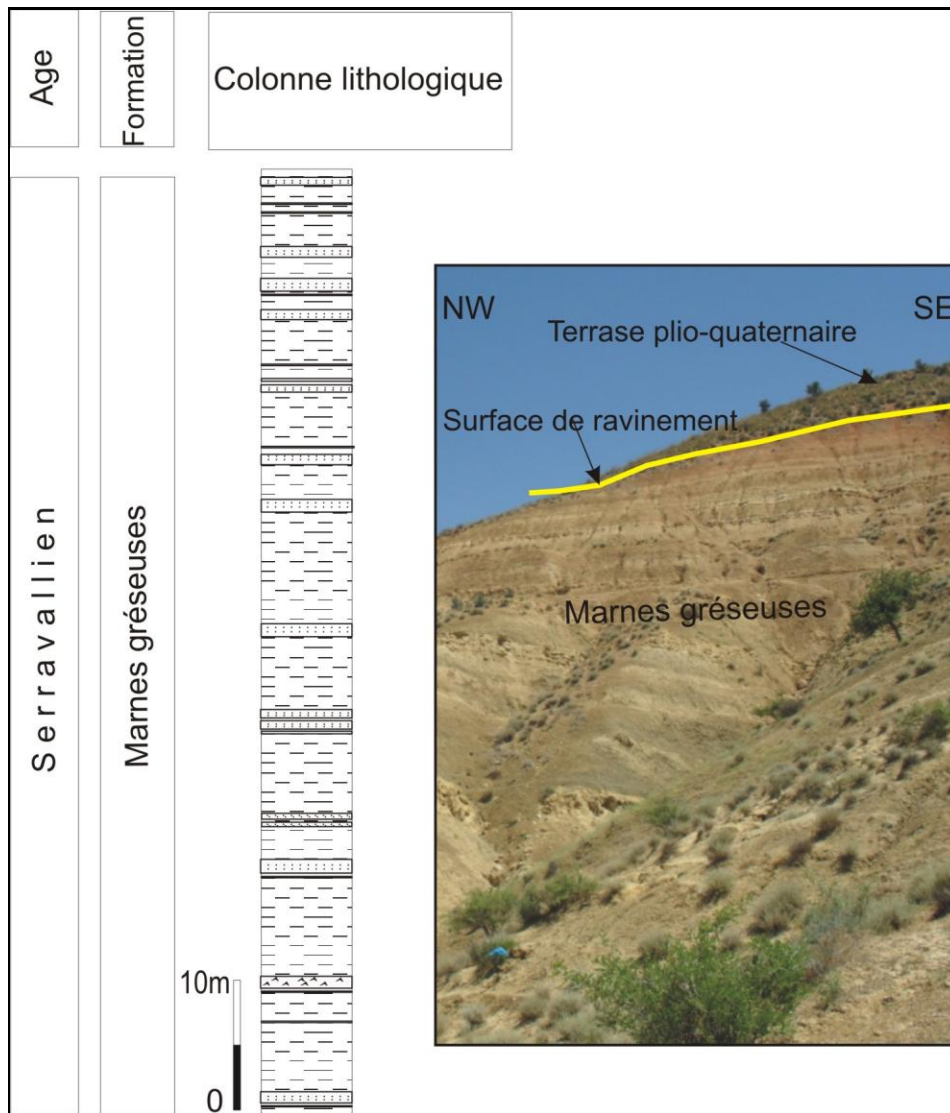 Age
Formation
Colonne lithologique
Serravallien
Marnes gréseuses
NW
SE
Terrase plio-quaternaire
Surface de ravinement
Marnes gréseuses
10m
0